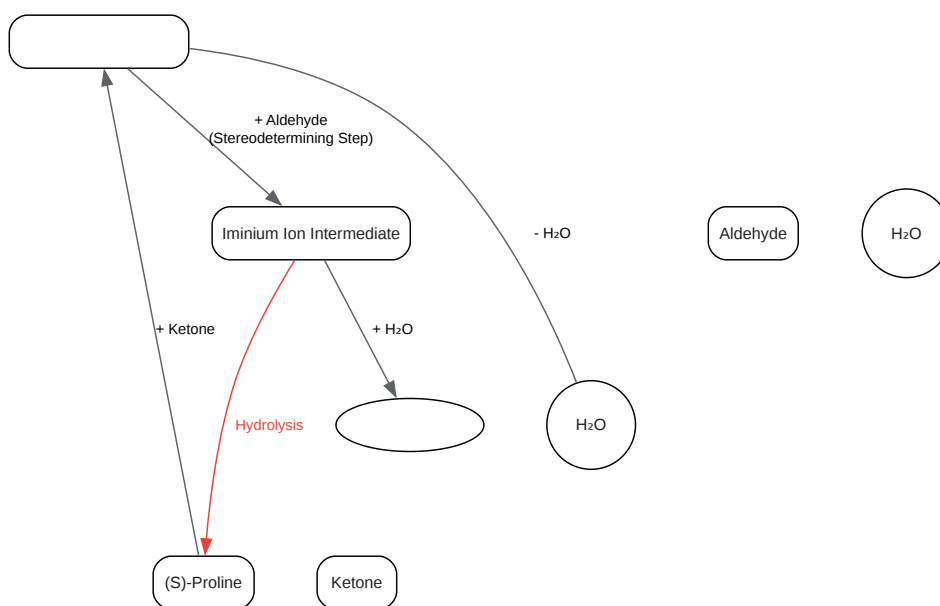 + Aldehyde
(Stereodetermining Step)
Iminium Ion Intermediate
- H₂O
Aldehyde
H₂O
+ Ketone
+ H₂O
Hydrolysis
H₂O
(S)-Proline
Ketone